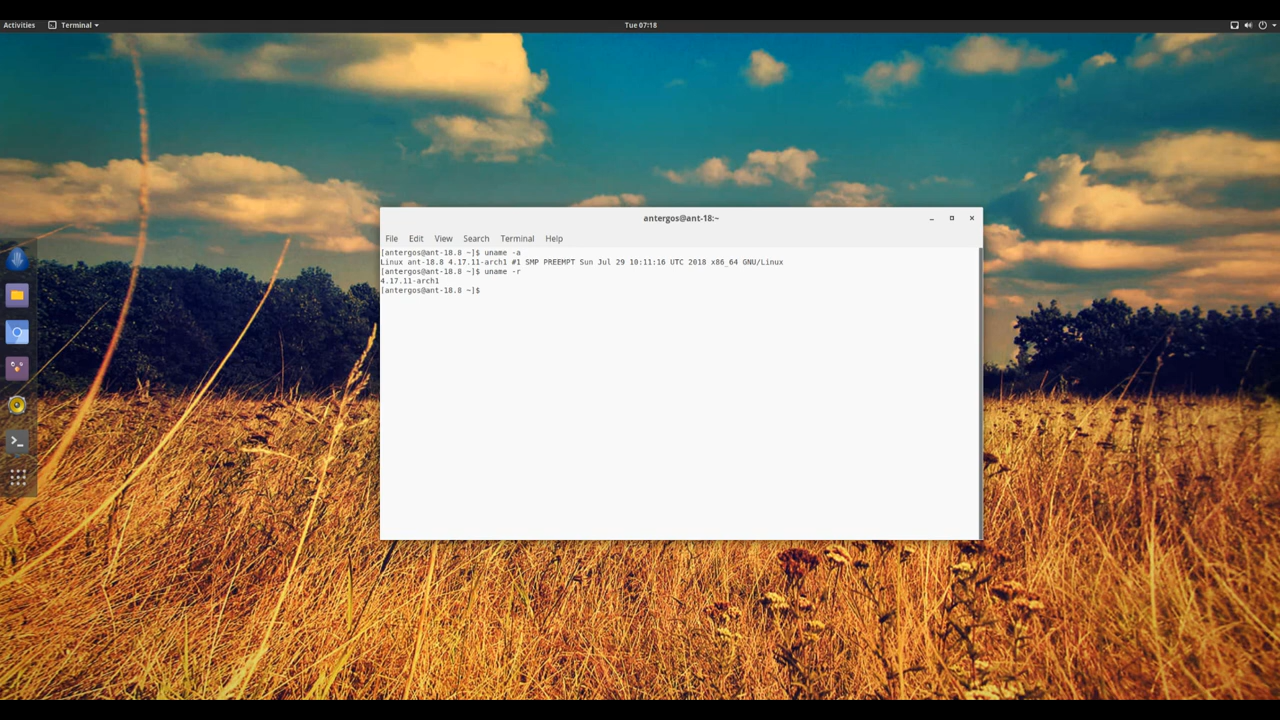 Activities
Terminal
Tue 07:18
antergos@ant-18:~
File Edit View Search Terminal Help
[antergos@ant-18.8 ~]$ uname -a
Linux ant-18.8 4.17.11-arch1 #1 SMP PREEMPT Sun Jul 29 10:11:16 UTC 2018 x86_64 GNU/Linux
[antergos@ant-18.8 ~]$ uname -r
4.17.11-arch1
[antergos@ant-18.8 ~]$